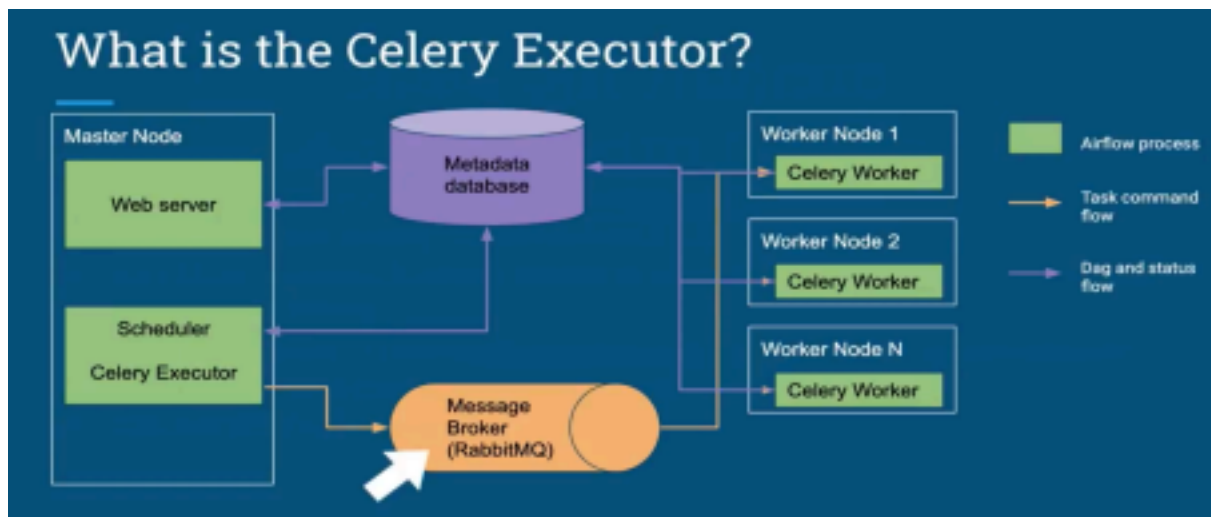 What is the Celery Executor?
Master Node
Web server
Scheduler
Celery Executor
Metadata
database
Message
Broker
(RabbitMQ)
Worker Node 1
Celery Worker
Worker Node 2
Celery Worker
Worker Node N
Celery Worker
Airflow process
Task command
flow
Dag and status
flow